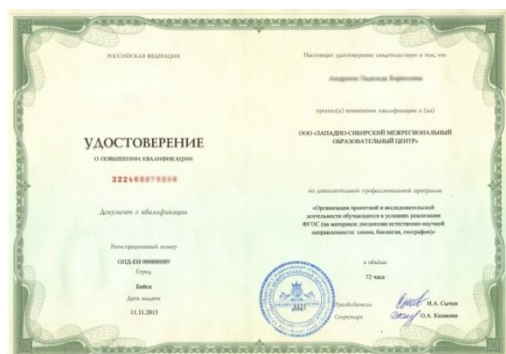 РОССИЙСКАЯ ФЕДЕРАЦИЯ
УДОСТОВЕРЕНИЕ
О ПОВЫШЕНИИ КВАЛИФИКАЦИИ
Документ о квалификации
Регистрационный номер
Город
Бийск
Дата выдачи
11.11.2015
Настоящее удостоверение свидетельствует о том, что
прошел(а) повышение квалификации в (на)
ООО «ЗАПАДНО-СИБИРСКИЙ МЕЖРЕГИОНАЛЬНЫЙ
ОБРАЗОВАТЕЛЬНЫЙ ЦЕНТР»
по дополнительной профессиональной программе
«Организация проектной и исследовательской
деятельности обучающихся в условиях реализации
ФГОС (на материале дисциплин естественно-научной
направленности: химия, биология, география)»
в объёме
72 часа
Руководитель
И.А. Сычев
Секретарь
О.А. Казакова